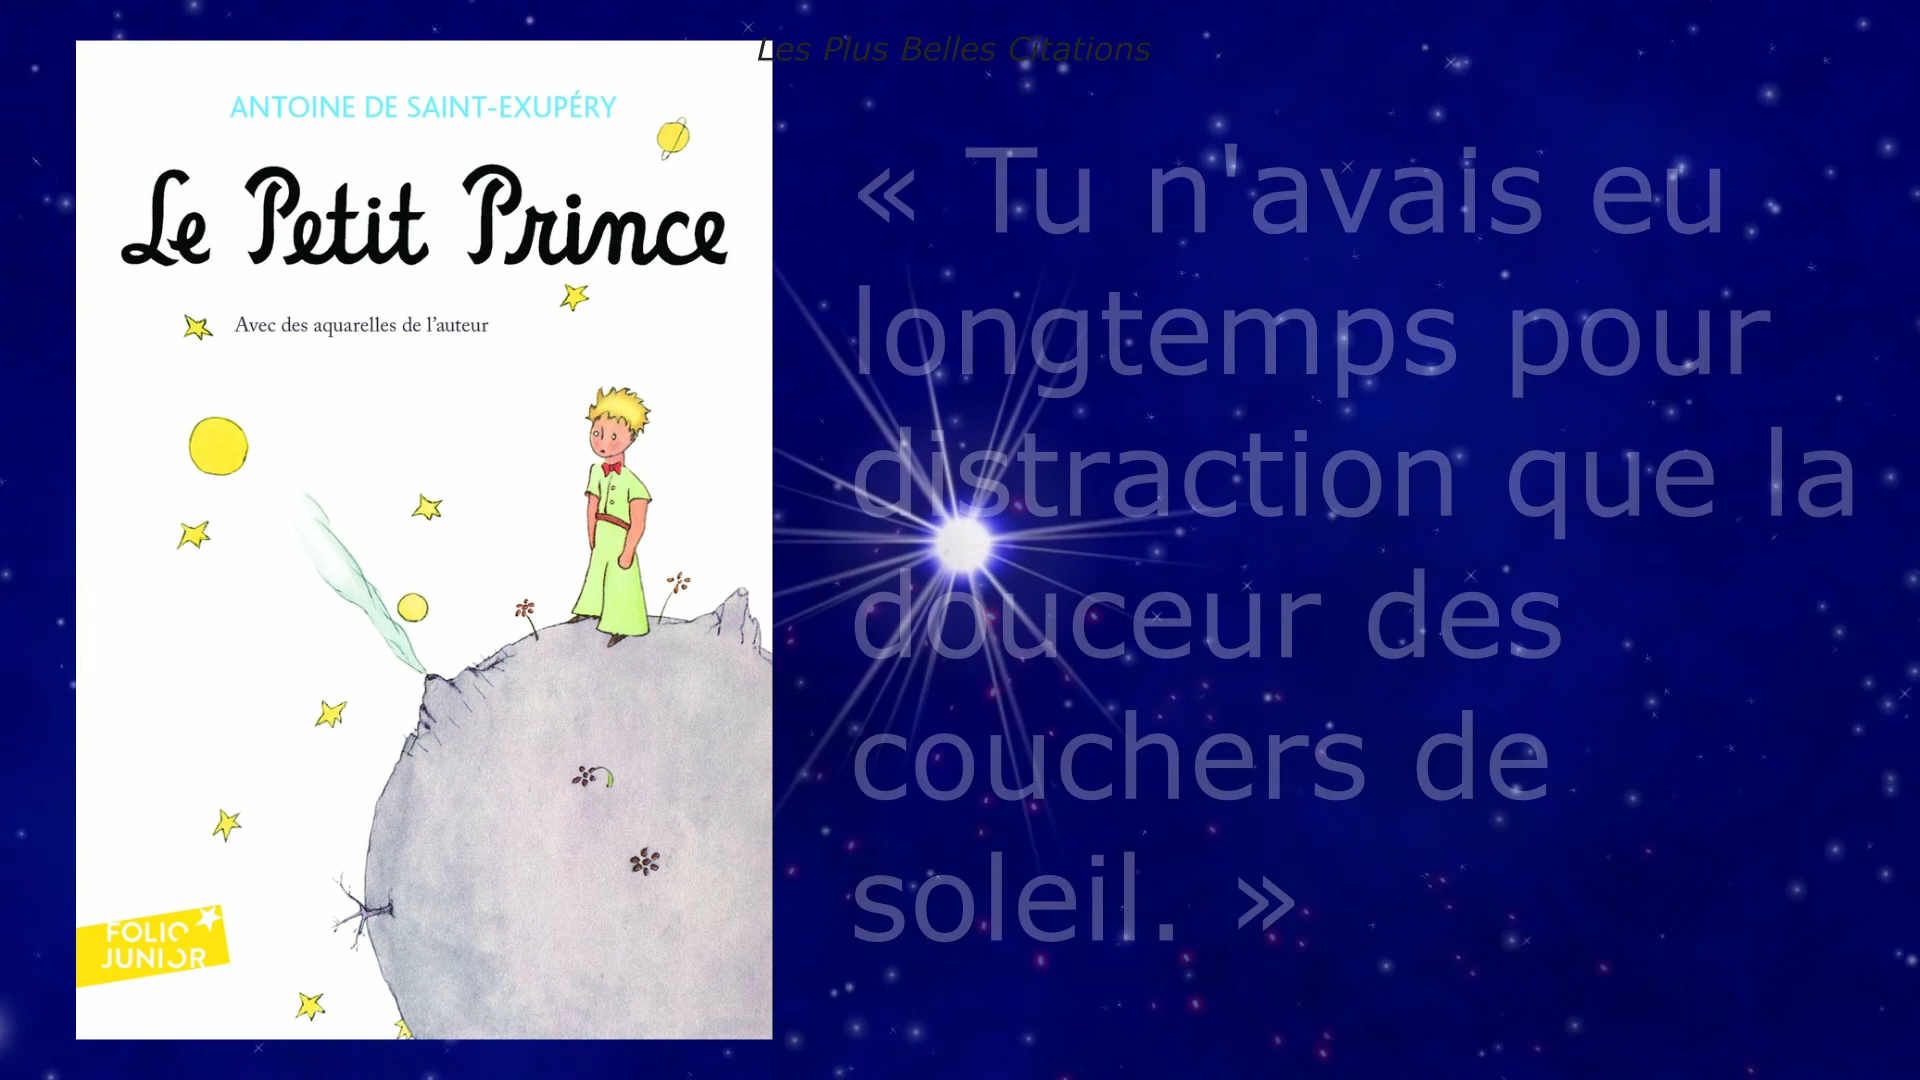 Les Plus Belles Citations
ANTOINE DE SAINT-EXUPÉRY
Le Petit Prince
Avec des aquarelles de l’auteur
FOLIO
JUNIOR
« Tu n'avais eu
longtemps pour
distraction que la
douceur des
couchers de
soleil. »